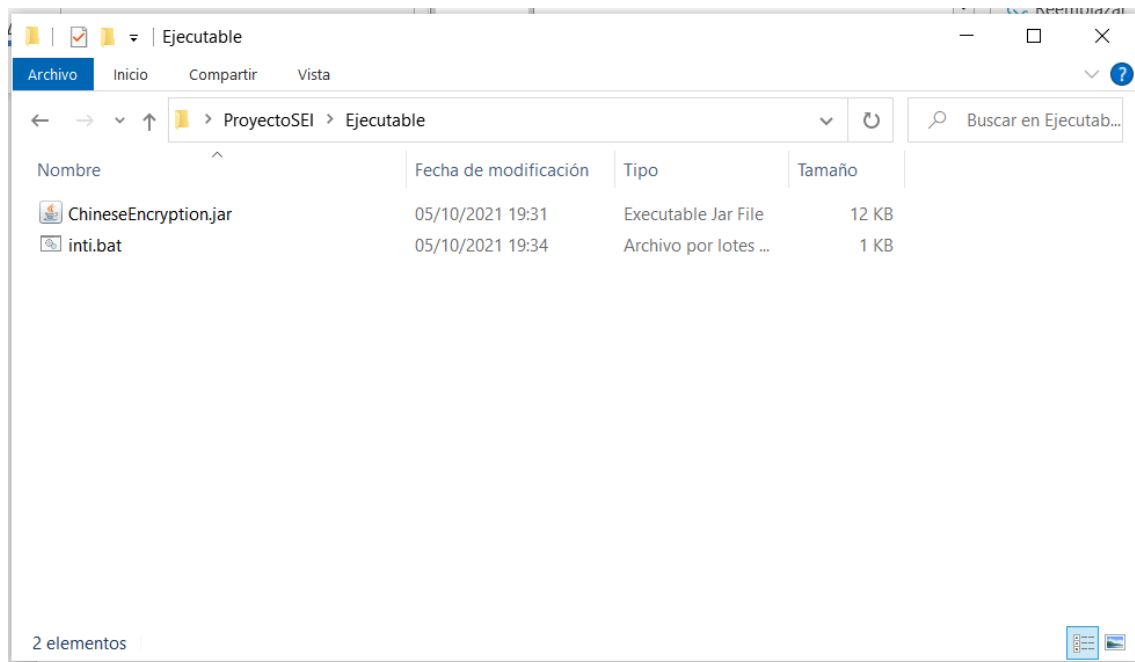 Reemplazar
Ejecutable
Archivo Inicio Compartir Vista
ProyectoSEI > Ejecutable Buscar en Ejecutab...
Nombre Fecha de modificación Tipo Tamaño
ChineseEncryption.jar 05/10/2021 19:31 Executable Jar File 12 KB
inti.bat 05/10/2021 19:34 Archivo por lotes ... 1 KB
2 elementos